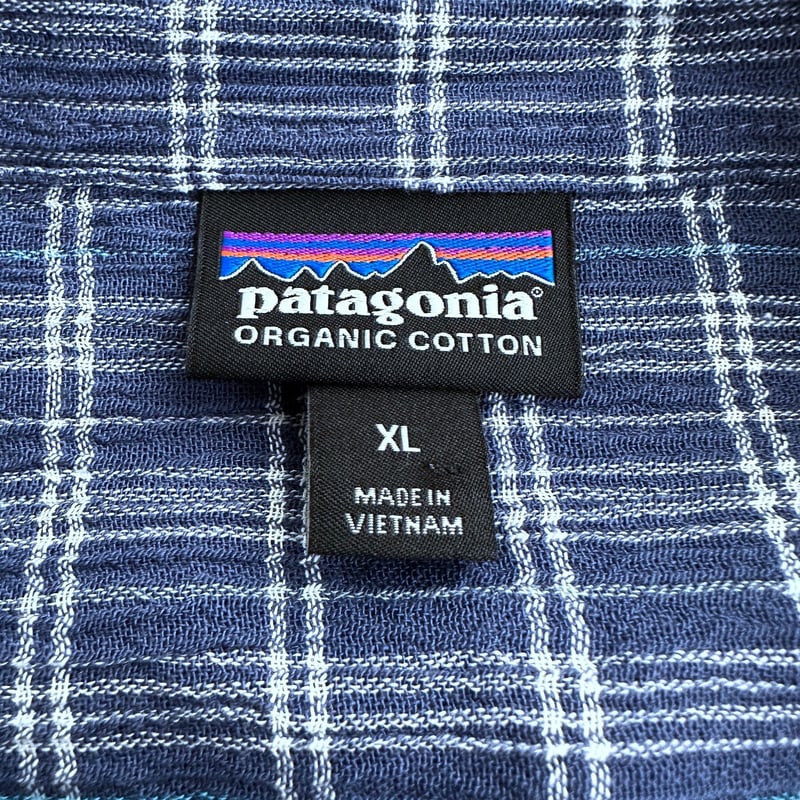 patagonia®
ORGANIC COTTON
XL
MADE IN
VIETNAM